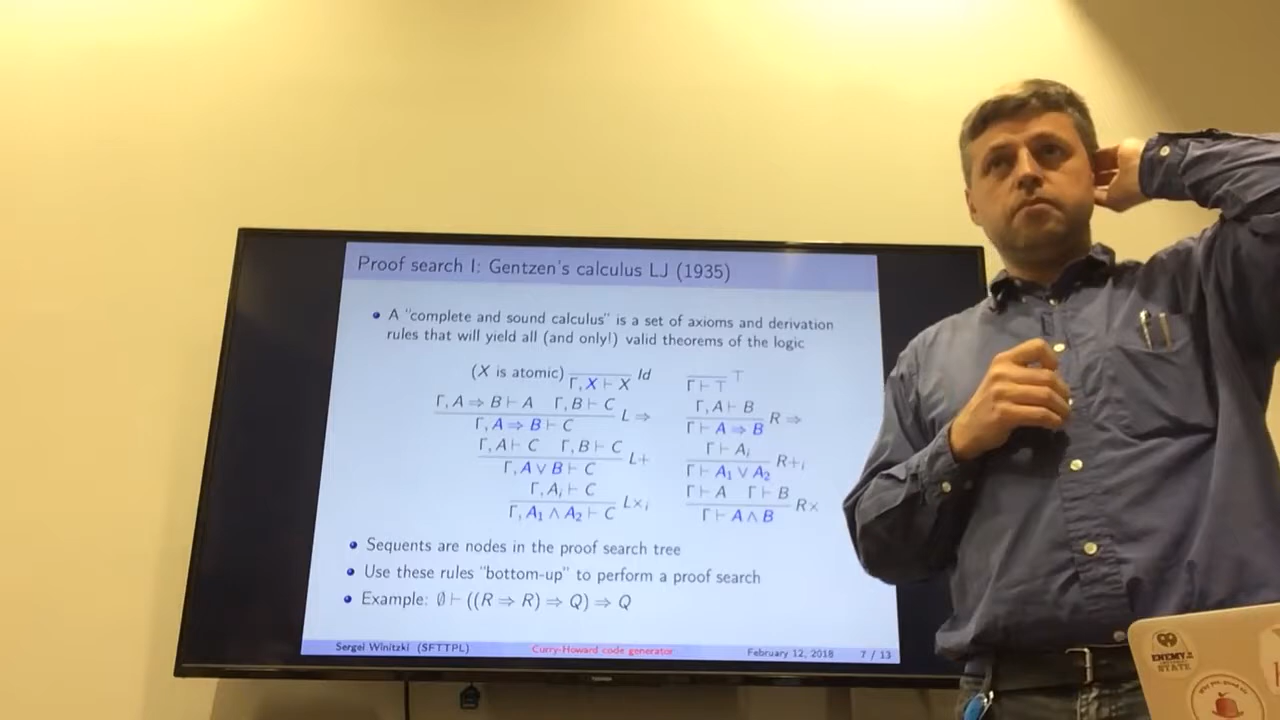 Proof search I: Gentzen's calculus LJ (1935)
• A "complete and sound calculus" is a set of axioms and derivation
rules that will yield all (and only!) valid theorems of the logic
(X is atomic) Γ, X ⊢ X Id
Γ ⊢ ⊤ ⊤
Γ, A ⇒ B ⊢ A Γ, B ⊢ C
Γ, A ⇒ B ⊢ C L ⇒
Γ, A ⊢ B
Γ ⊢ A ⇒ B R ⇒
Γ, A ⊢ C Γ, B ⊢ C
Γ, A ∨ B ⊢ C L+
Γ ⊢ Aᵢ
Γ ⊢ A₁ ∨ A₂ R+ᵢ
Γ, Aᵢ ⊢ C
Γ, A₁ ∧ A₂ ⊢ C L×ᵢ
Γ ⊢ A Γ ⊢ B
Γ ⊢ A ∧ B R×
• Sequents are nodes in the proof search tree
• Use these rules "bottom-up" to perform a proof search
• Example: ∅ ⊢ ((R ⇒ R) ⇒ Q) ⇒ Q
Sergei Winitzki (SFTTPL) Curry-Howard code generator February 12, 2018 7 / 13
ENEMY
STATE